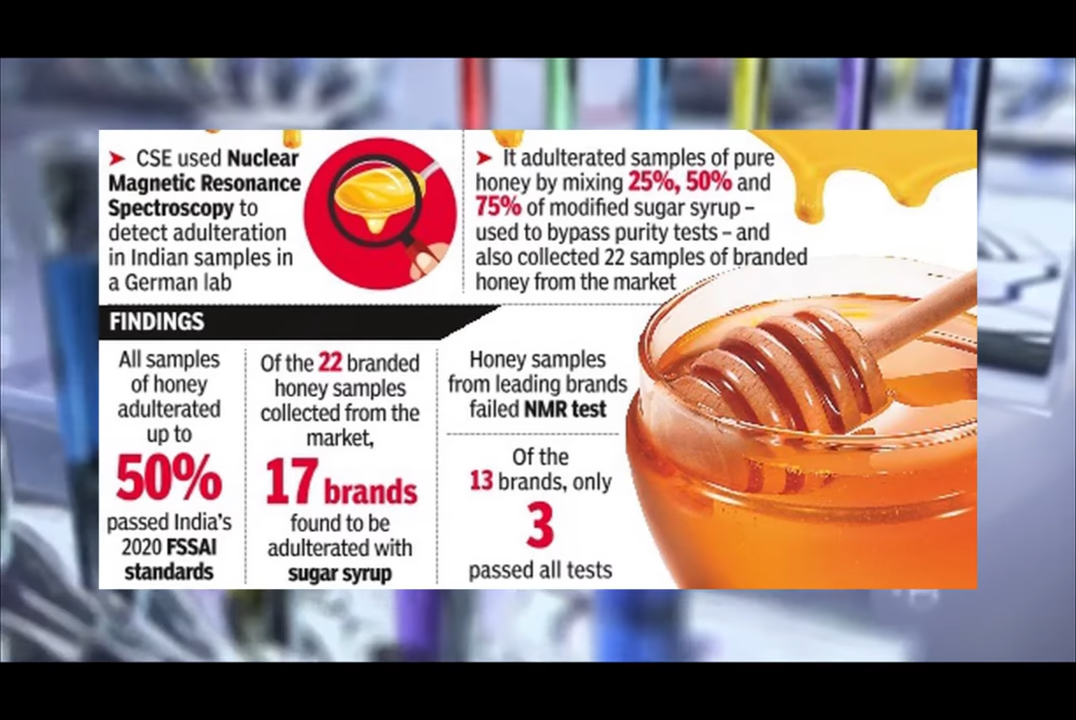 ➤ CSE used Nuclear
Magnetic Resonance
Spectroscopy to
detect adulteration
in Indian samples in
a German lab
➤ It adulterated samples of pure
honey by mixing 25%, 50% and
75% of modified sugar syrup –
used to bypass purity tests – and
also collected 22 samples of branded
honey from the market
FINDINGS
All samples
of honey
adulterated
up to
50%
passed India's
2020 FSSAI
standards
Of the 22 branded
honey samples
collected from the
market,
17 brands
found to be
adulterated with
sugar syrup
Honey samples
from leading brands
failed NMR test
Of the
13 brands, only
3
passed all tests